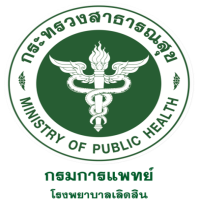 กระทรวงสาธารณสุข
MINISTRY OF PUBLIC HEALTH
กรมการแพทย์
โรงพยาบาลเลิดสิน